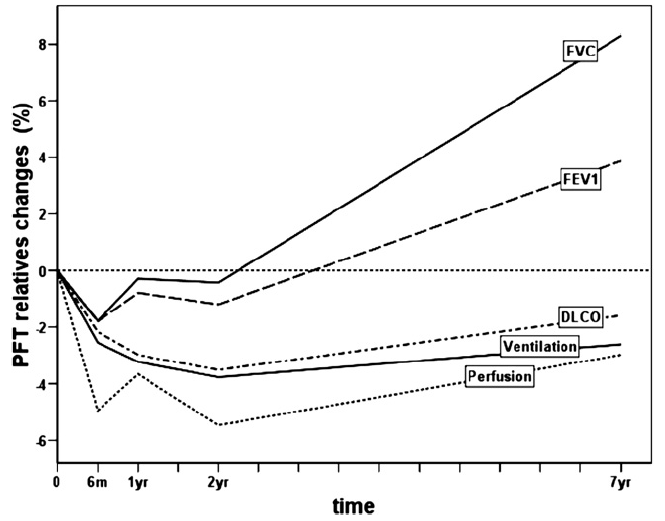 PFT relatives changes (%)
8
6
4
2
0
-2
-4
-6
FVC
FEV1
DLCO
Ventilation
Perfusion
0 6m 1yr 2yr 7yr
time